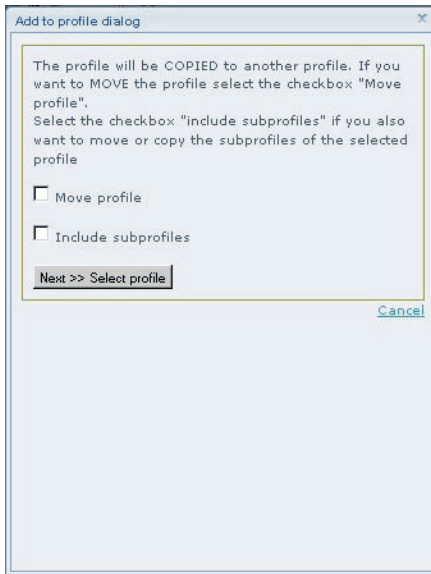 Add to profile dialog
The profile will be COPIED to another profile. If you
want to MOVE the profile select the checkbox "Move
profile".
Select the checkbox "include subprofiles" if you also
want to move or copy the subprofiles of the selected
profile
Move profile
Include subprofiles
Next >> Select profile
Cancel